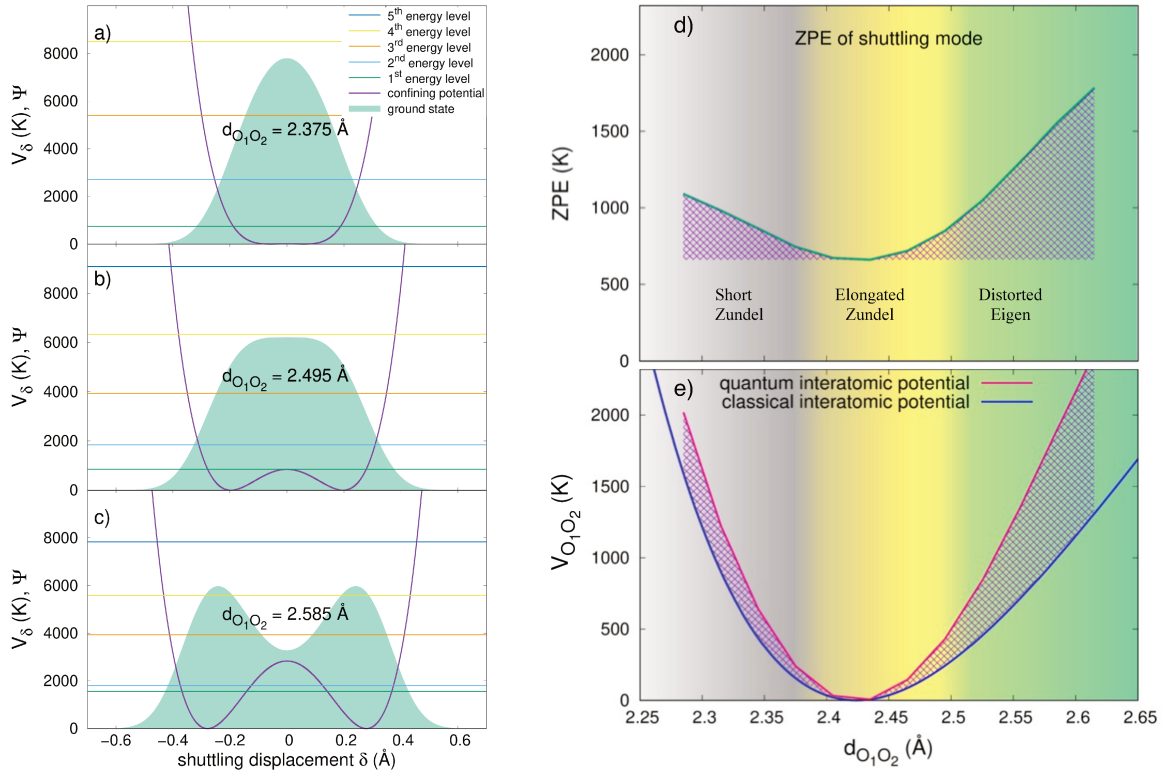 a)
5th energy level
4th energy level
3rd energy level
2nd energy level
1st energy level
confining potential
ground state
dO1O2 = 2.375 Å
Vδ (K), Ψ
8000
6000
4000
2000
0
b)
dO1O2 = 2.495 Å
Vδ (K), Ψ
8000
6000
4000
2000
0
c)
dO1O2 = 2.585 Å
Vδ (K), Ψ
8000
6000
4000
2000
0
−0.6 −0.4 −0.2 0 0.2 0.4 0.6
shuttling displacement δ (Å)
d)
ZPE of shuttling mode
ZPE (K)
2000
1500
1000
500
0
Short Zundel
Elongated Zundel
Distorted Eigen
e)
quantum interatomic potential
classical interatomic potential
VO1O2 (K)
2000
1500
1000
500
0
2.25 2.3 2.35 2.4 2.45 2.5 2.55 2.6 2.65
dO1O2 (Å)